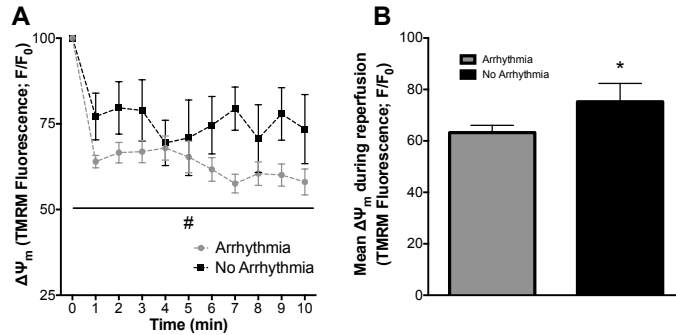 A
ΔΨm (TMRM Fluorescence; F/F0)
100
75
50
25
#
Arrhythmia
No Arrhythmia
0 1 2 3 4 5 6 7 8 9 10
Time (min)
B
Mean ΔΨm during reperfusion
(TMRM Fluorescence; F/F0)
100
80
60
40
20
0
Arrhythmia
No Arrhythmia
*